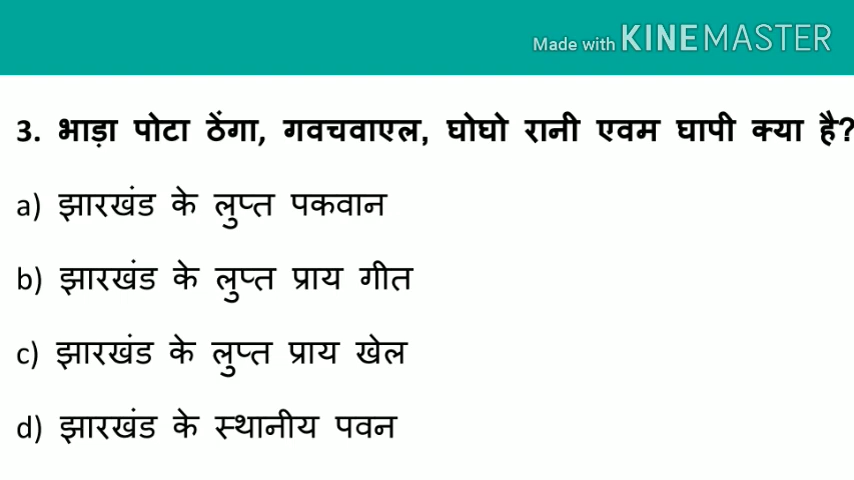 Made with KINEMASTER
3. भाड़ा पोटा ठेंगा, गवचवाएल, घोघो रानी एवम घापी क्या है?
a) झारखंड के लुप्त पकवान
b) झारखंड के लुप्त प्राय गीत
c) झारखंड के लुप्त प्राय खेल
d) झारखंड के स्थानीय पवन